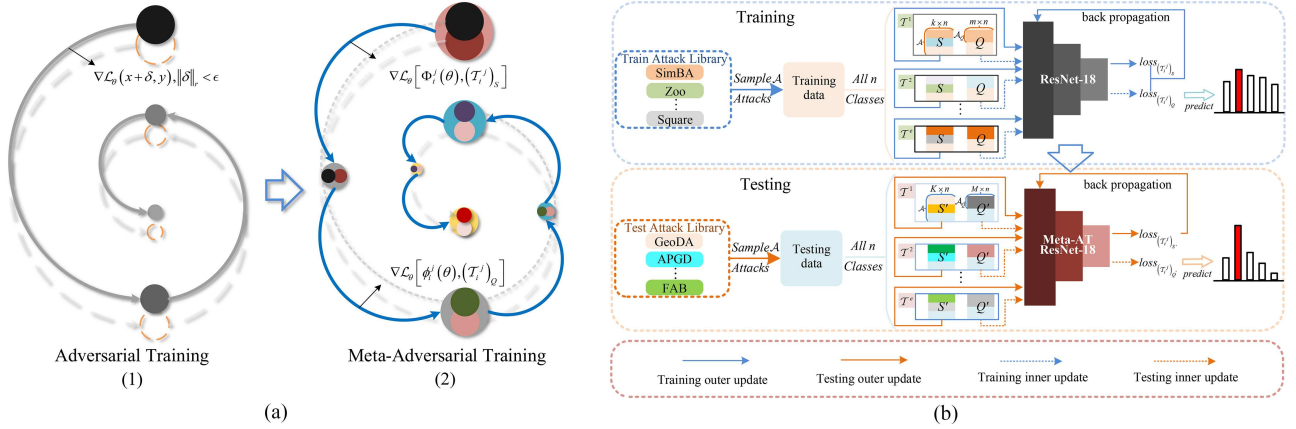 ∇ℒ_θ(x+δ, y), ‖δ‖_r < ϵ
Adversarial Training
(1)
∇ℒ_θ[Φ_i^j(θ), (𝒯_i^j)_S]
∇ℒ_θ[ϕ_i^j(θ), (𝒯_i^j)_Q]
Meta-Adversarial Training
(2)
(a)
Training
Train Attack Library
SimBA
Zoo
Square
Sample A
Attacks
Training
data
All n
Classes
𝒯^1
k × n
m × n
S
Q
𝒯^2
S
Q
𝒯^e
S
Q
ResNet-18
back propagation
loss_(𝒯_i^j)_S
loss_(𝒯_i^j)_Q
predict
Testing
Test Attack Library
GeoDA
APGD
FAB
Sample A
Attacks
Testing
data
All n
Classes
𝒯^1
K × n
M × n
S'
Q'
𝒯^2
S'
Q'
𝒯^e
S'
Q'
Meta-AT
ResNet-18
back propagation
loss_(𝒯_i^j)_S'
loss_(𝒯_i^j)_Q'
predict
Training outer update
Testing outer update
Training inner update
Testing inner update
(b)